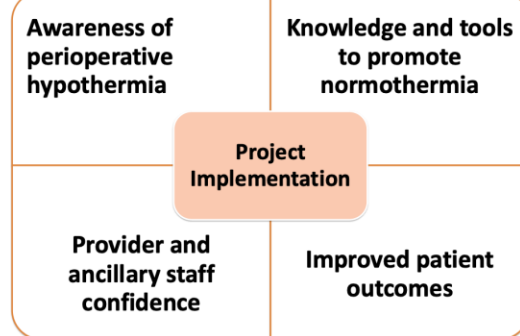 Awareness of
perioperative
hypothermia
Knowledge and tools
to promote
normothermia
Project
Implementation
Provider and
ancillary staff
confidence
Improved patient
outcomes